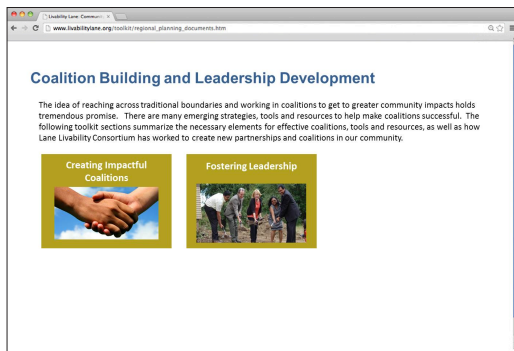 Livability Lane: Communit
www.livabilitylane.org/toolkit/regional_planning_documents.htm
Coalition Building and Leadership Development
The idea of reaching across traditional boundaries and working in coalitions to get to greater community impacts holds
tremendous promise. There are many emerging strategies, tools and resources to help make coalitions successful. The
following toolkit sections summarize the necessary elements for effective coalitions, tools and resources, as well as how
Lane Livability Consortium has worked to create new partnerships and coalitions in our community.
Creating Impactful
Coalitions
Fostering Leadership